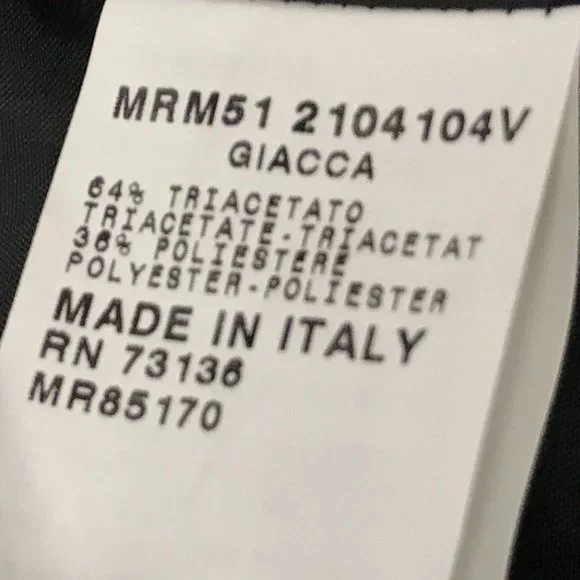 MRM51 2104104V
GIACCA
64% TRIACETATO
TRIACETATE-TRIACETAT
36% POLIESTERE
POLYESTER-POLIESTER
MADE IN ITALY
RN 73136
MR85170